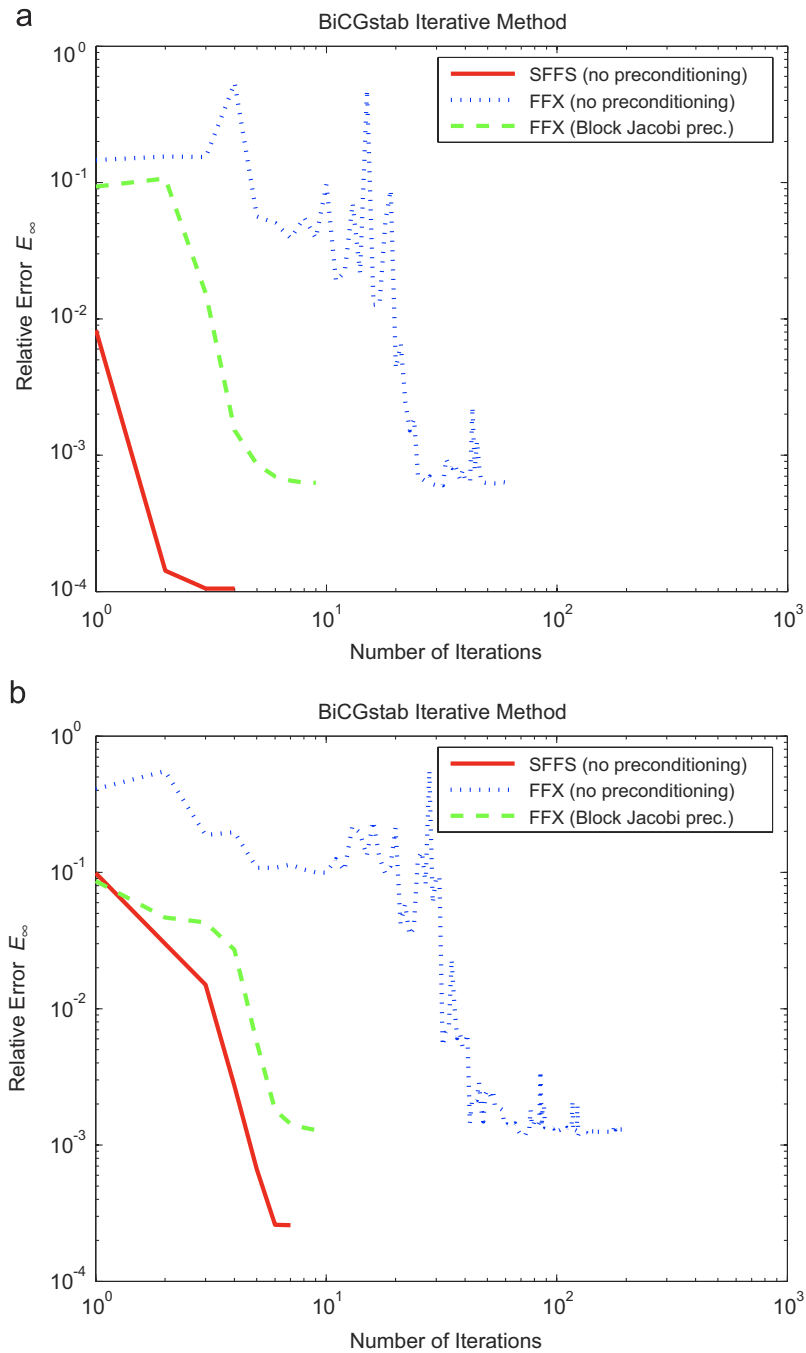 a
BiCGstab Iterative Method
10^0
10^-1
10^-2
10^-3
10^-4
Relative Error E∞
SFFS (no preconditioning)
FFX (no preconditioning)
FFX (Block Jacobi prec.)
10^0 10^1 10^2 10^3
Number of Iterations
b
BiCGstab Iterative Method
10^0
10^-1
10^-2
10^-3
10^-4
Relative Error E∞
SFFS (no preconditioning)
FFX (no preconditioning)
FFX (Block Jacobi prec.)
10^0 10^1 10^2 10^3
Number of Iterations